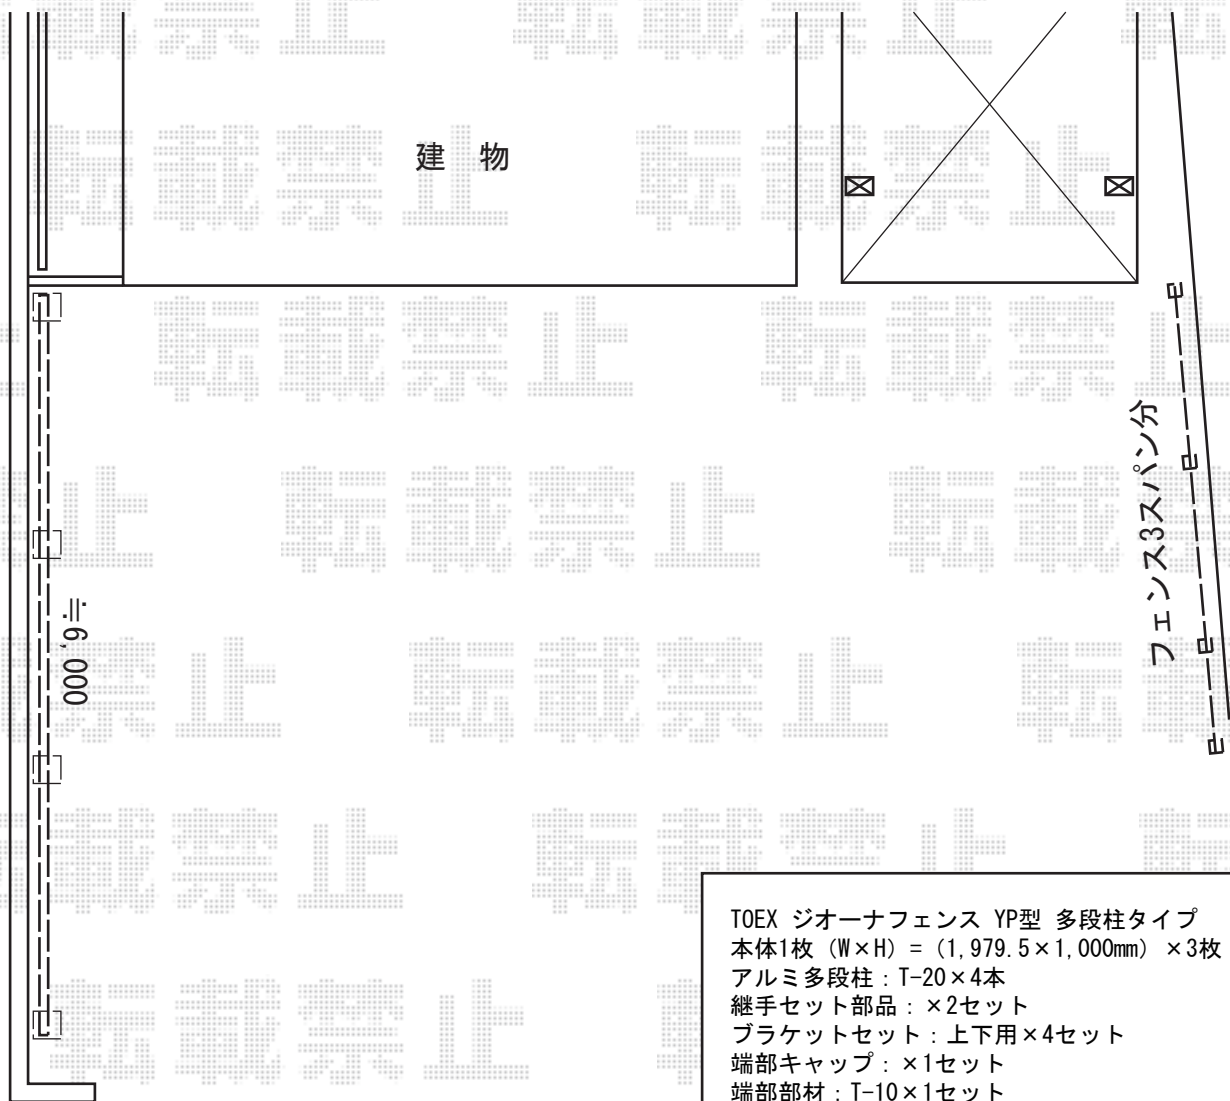 建 物
≒6,000
フェンス3スパン分
TOEX ジオーナフェンス YP型 多段柱タイプ
本体1枚 (W×H) = (1,979.5×1,000mm) ×3枚
アルミ多段柱：T-20×4本
継手セット部品：×2セット
ブラケットセット：上下用×4セット
端部キャップ：×1セット
端部部材：T-10×1セット
転載禁止